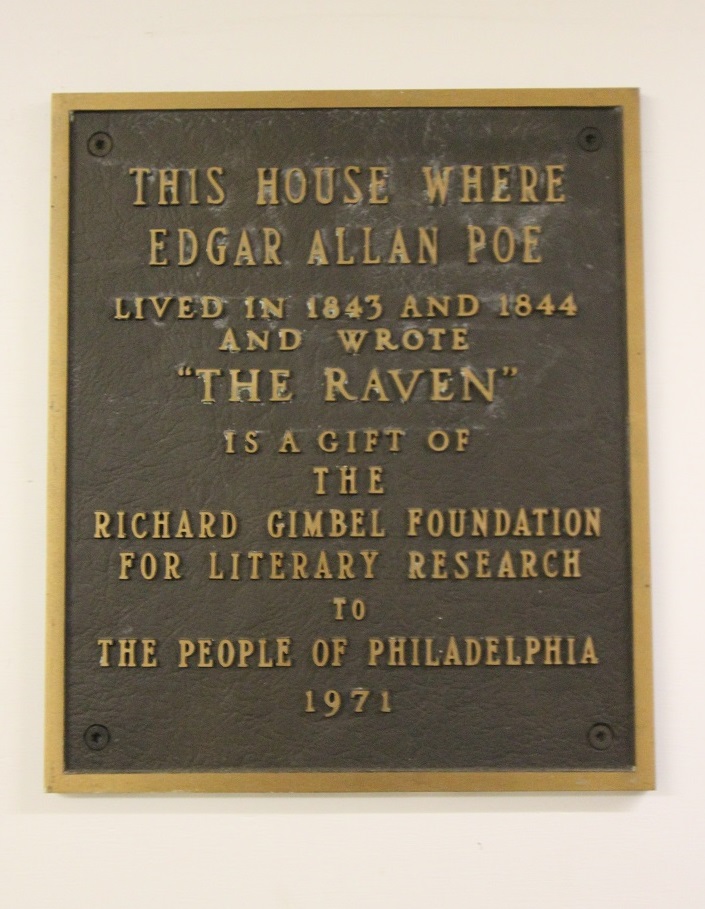 THIS HOUSE WHERE
EDGAR ALLAN POE
LIVED IN 1843 AND 1844
AND WROTE
“THE RAVEN”
IS A GIFT OF
THE
RICHARD GIMBEL FOUNDATION
FOR LITERARY RESEARCH
TO
THE PEOPLE OF PHILADELPHIA
1971